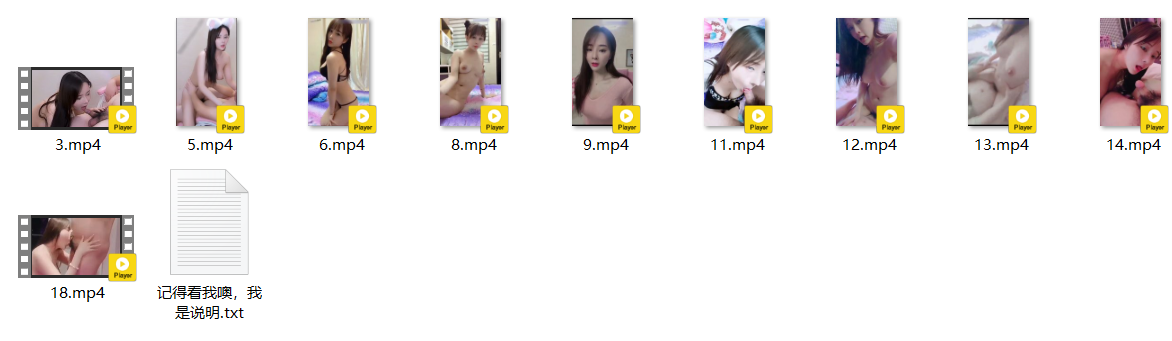 Player
Player
Player
Player
Player
Player
Player
Player
Player
3.mp4
5.mp4
6.mp4
8.mp4
9.mp4
11.mp4
12.mp4
13.mp4
14.mp4
Player
18.mp4
记得看我噢，我
是说明.txt